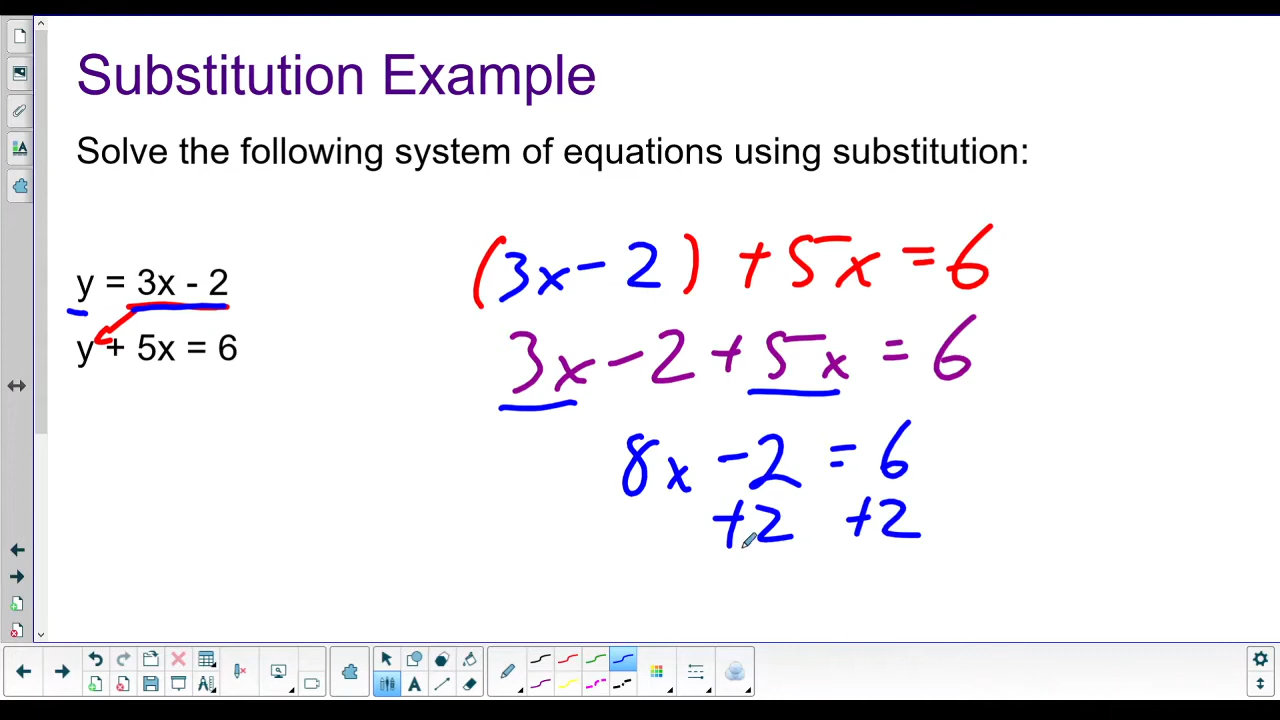 Substitution Example
Solve the following system of equations using substitution:
y = 3x - 2
y + 5x = 6
(3x - 2) + 5x = 6
3x - 2 + 5x = 6
8x - 2 = 6
+2 +2